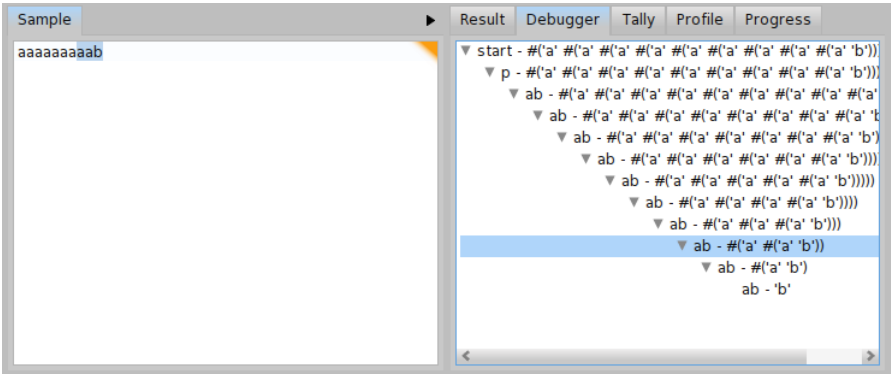 Sample
aaaaaaaaab
Result Debugger Tally Profile Progress
start - #('a' #('a' #('a' #('a' #('a' #('a' #('a' #('a' #('a' 'b')))
p - #('a' #('a' #('a' #('a' #('a' #('a' #('a' #('a' #('a' 'b')))
ab - #('a' #('a' #('a' #('a' #('a' #('a' #('a' #('a' #('a'
ab - #('a' #('a' #('a' #('a' #('a' #('a' #('a' #('a' 'b
ab - #('a' #('a' #('a' #('a' #('a' #('a' #('a' 'b')
ab - #('a' #('a' #('a' #('a' #('a' #('a' 'b'))))
ab - #('a' #('a' #('a' #('a' #('a' 'b')))))
ab - #('a' #('a' #('a' #('a' 'b'))))
ab - #('a' #('a' #('a' 'b')))
ab - #('a' #('a' 'b'))
ab - #('a' 'b')
ab - 'b'